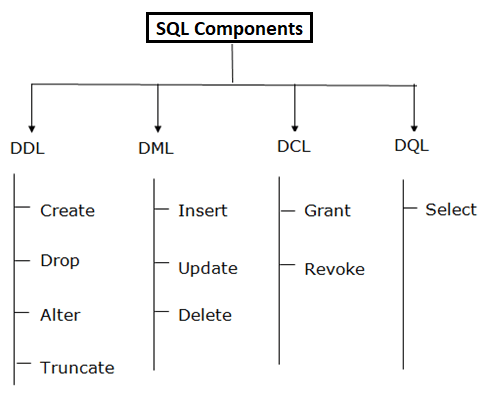 SQL Components
DDL
DML
DCL
DQL
Create
Drop
Alter
Truncate
Insert
Update
Delete
Grant
Revoke
Select